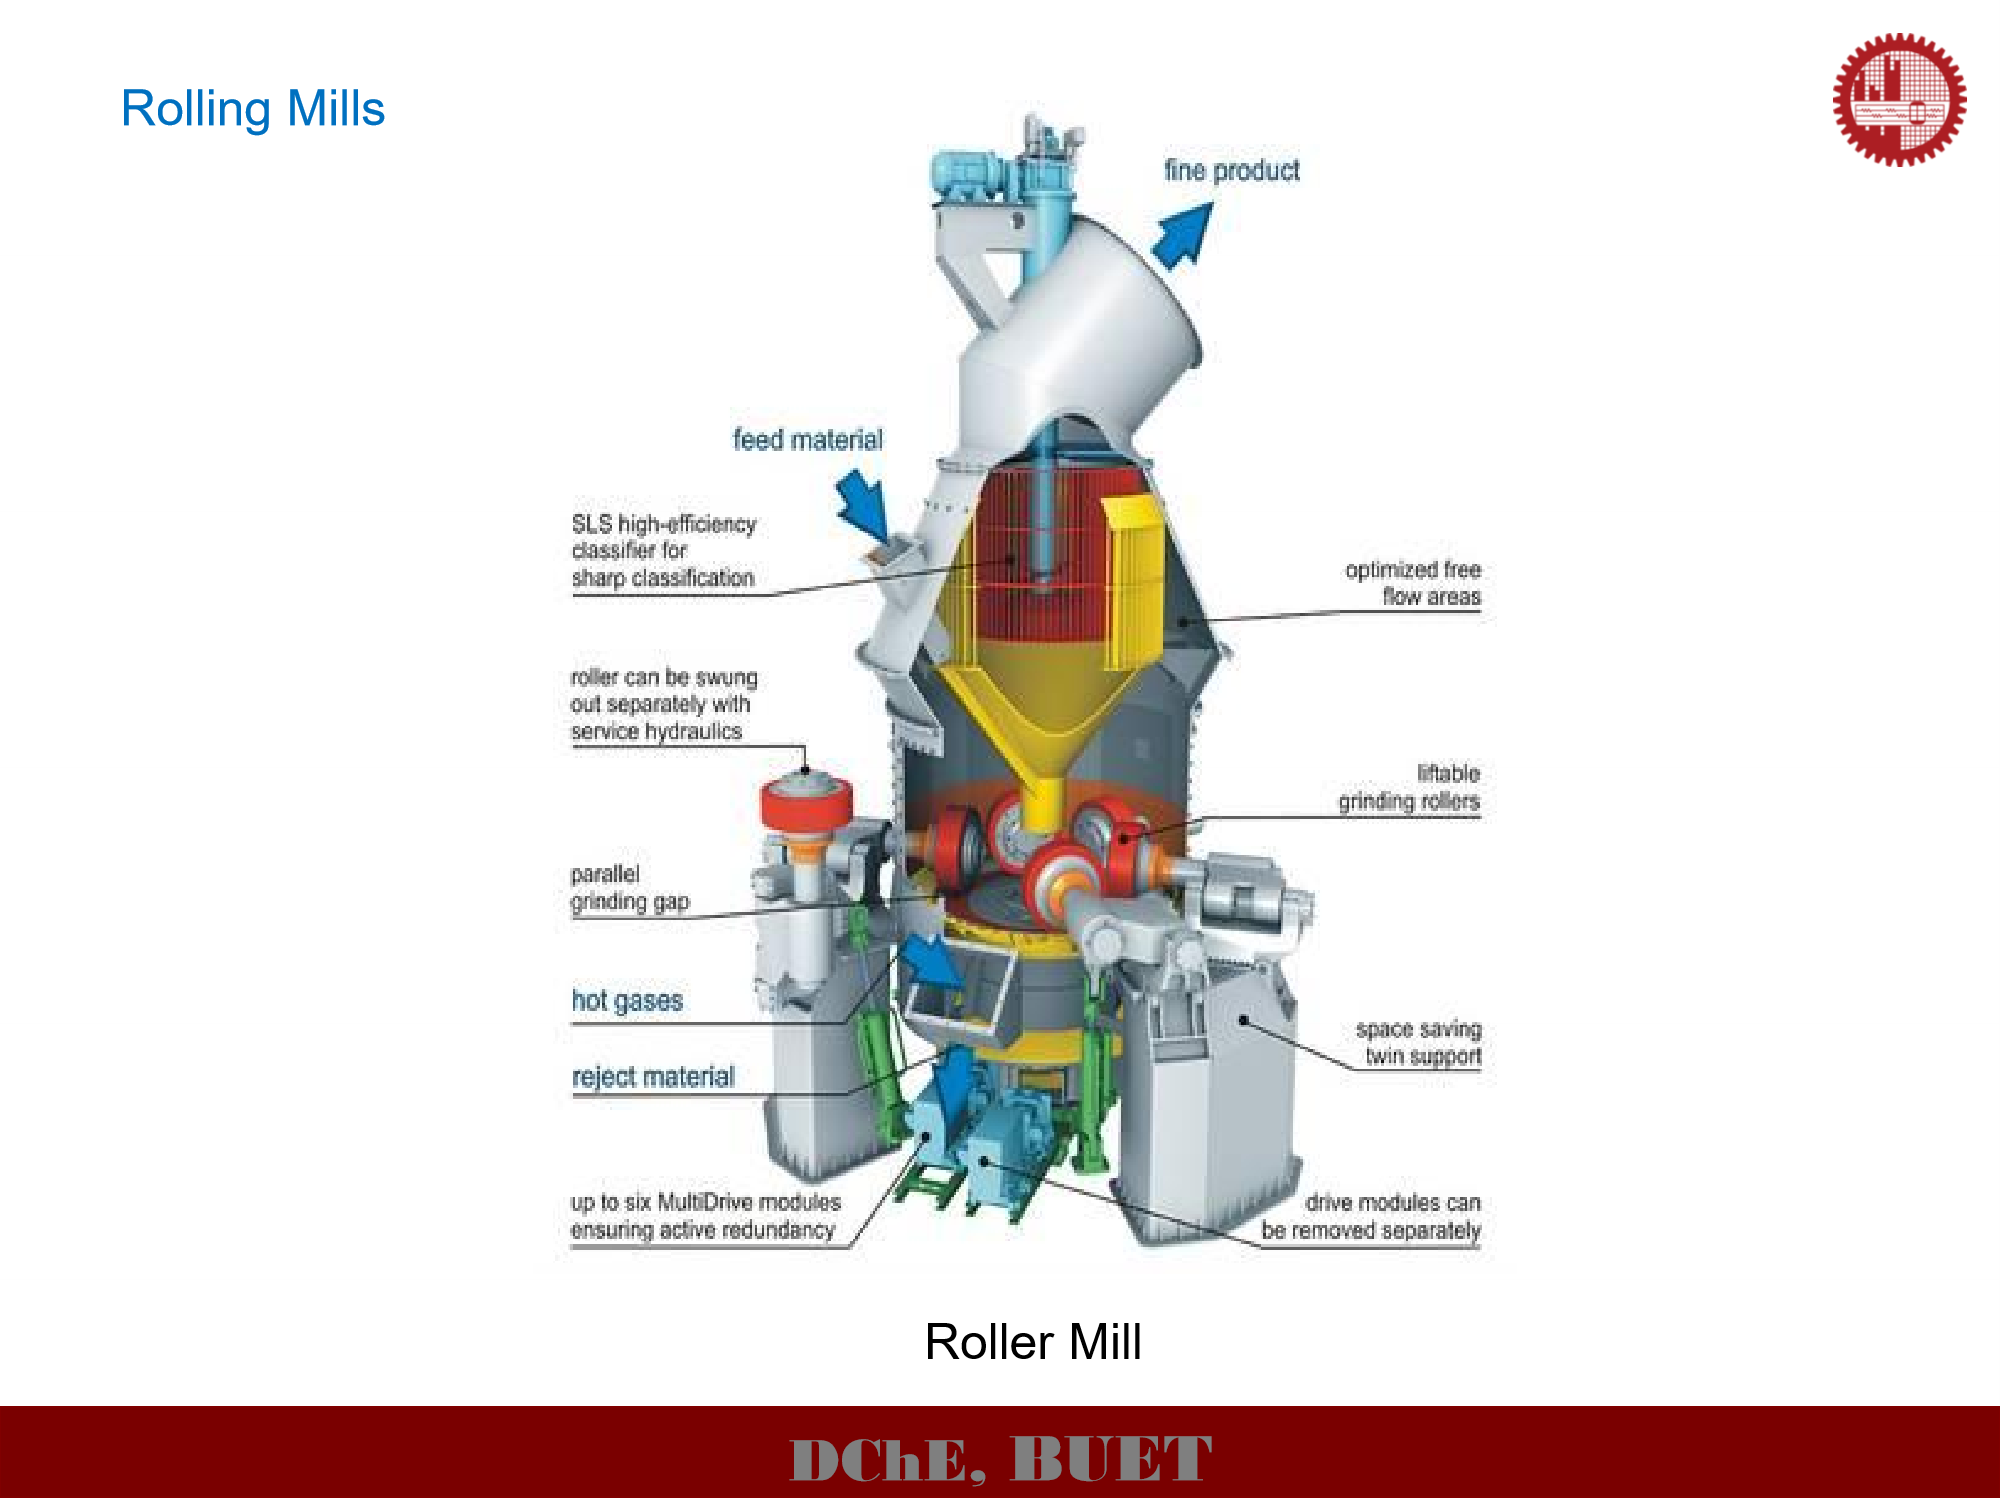 Rolling Mills
fine product
feed material
SLS high-efficiency
classifier for
sharp classification
optimized free
flow areas
roller can be swung
out separately with
service hydraulics
liftable
grinding rollers
parallel
grinding gap
hot gases
space saving
twin support
reject material
up to six MultiDrive modules
ensuring active redundancy
drive modules can
be removed separately
Roller Mill
DChE, BUET